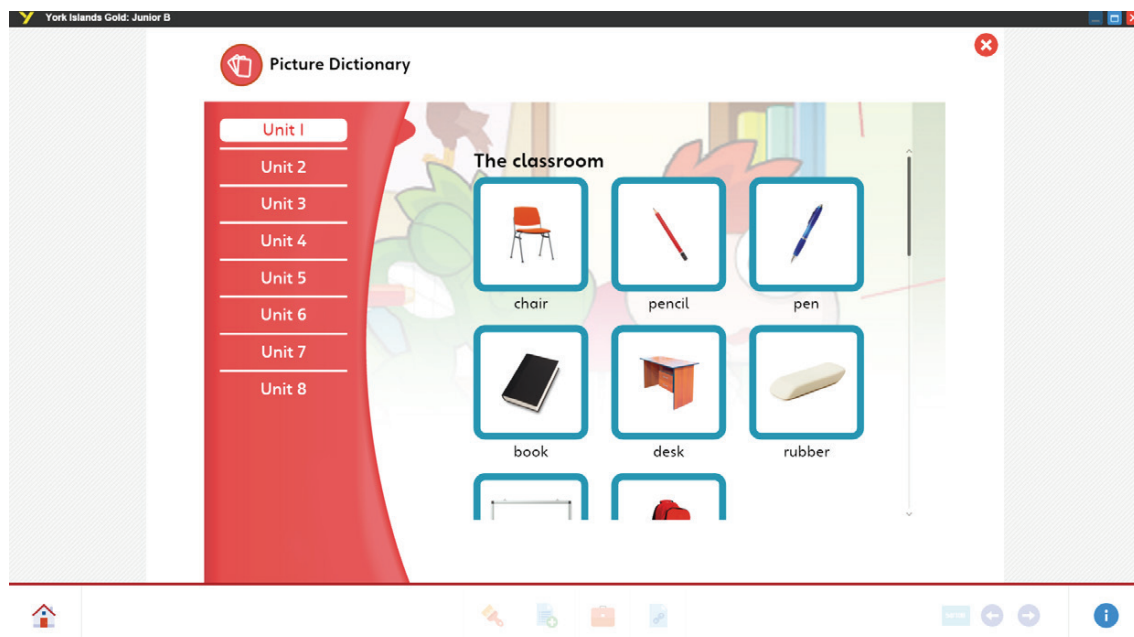 York Islands Gold: Junior B
Picture Dictionary
Unit 1
Unit 2
Unit 3
Unit 4
Unit 5
Unit 6
Unit 7
Unit 8
The classroom
chair pencil pen
book desk rubber